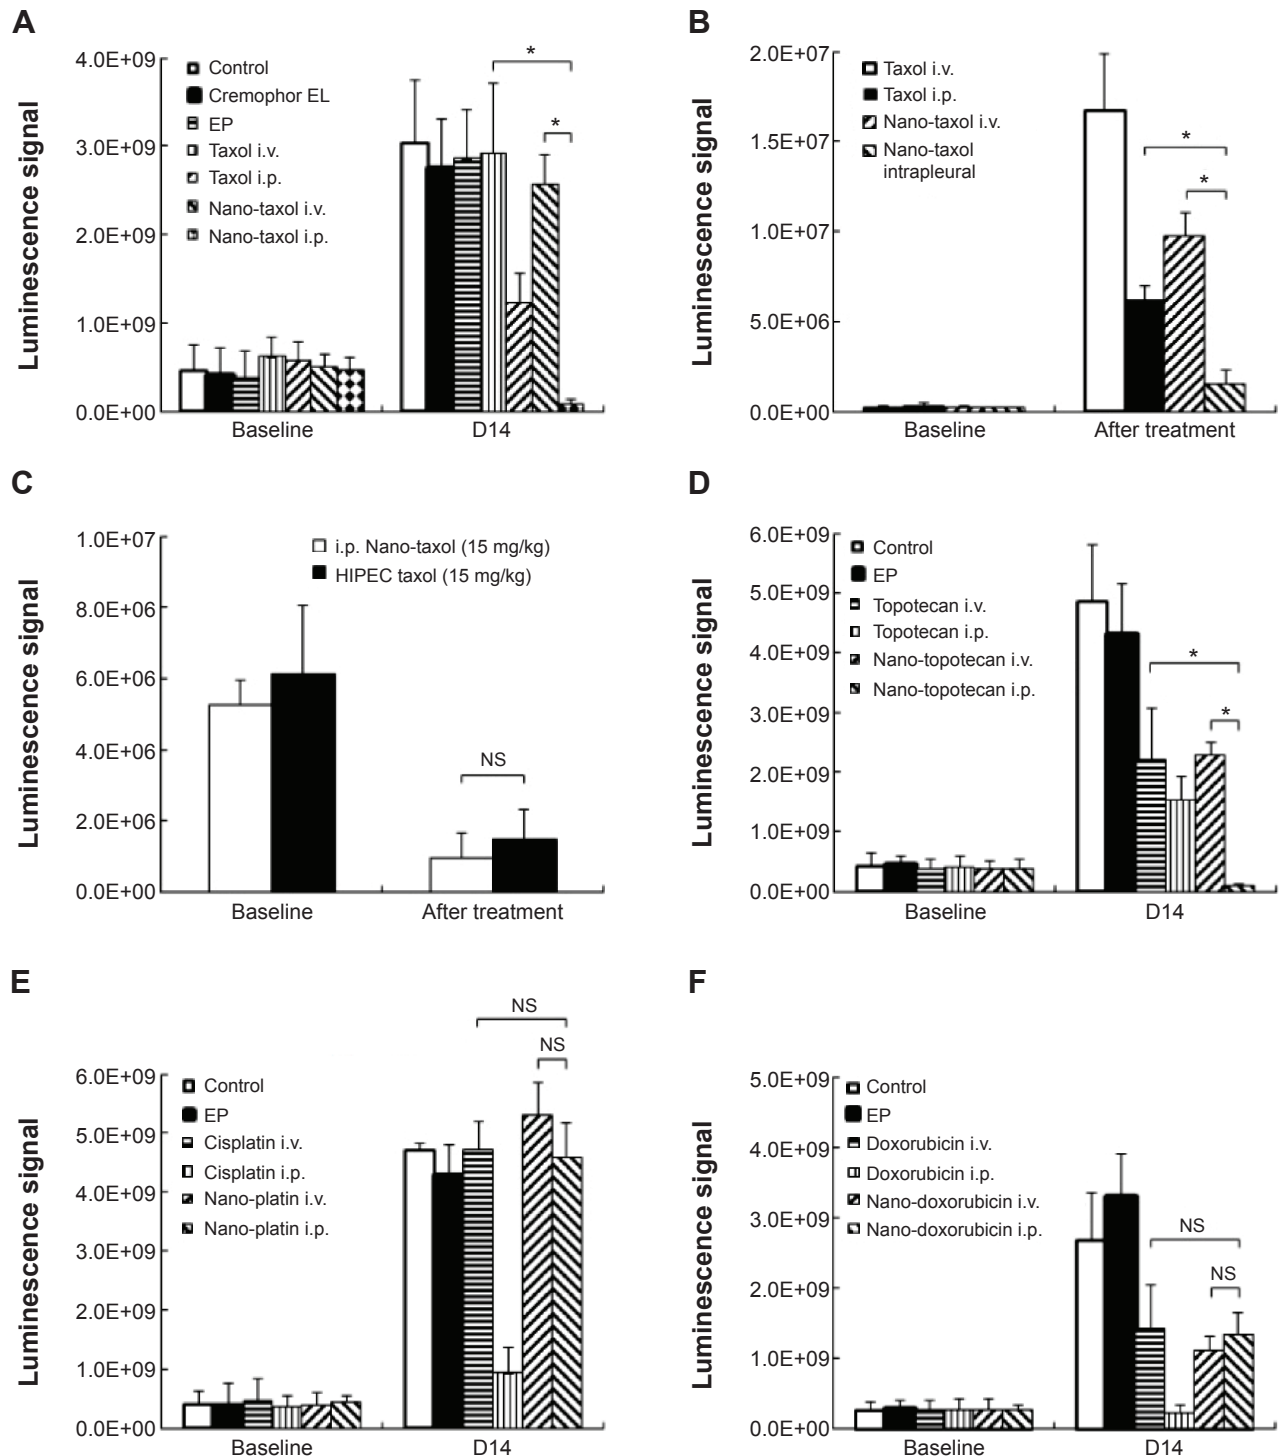 A
Luminescence signal
4.0E+09
3.0E+09
2.0E+09
1.0E+09
0.0E+00
Control
Cremophor EL
EP
Taxol i.v.
Taxol i.p.
Nano-taxol i.v.
Nano-taxol i.p.
*
*
Baseline
D14
B
Luminescence signal
2.0E+07
1.5E+07
1.0E+07
5.0E+06
0.0E+00
Taxol i.v.
Taxol i.p.
Nano-taxol i.v.
Nano-taxol
intrapleural
*
*
Baseline
After treatment
C
Luminescence signal
1.0E+07
8.0E+06
6.0E+06
4.0E+06
2.0E+06
0.0E+00
i.p. Nano-taxol (15 mg/kg)
HIPEC taxol (15 mg/kg)
NS
Baseline
After treatment
D
Luminescence signal
6.0E+09
5.0E+09
4.0E+09
3.0E+09
2.0E+09
1.0E+09
0.0E+00
Control
EP
Topotecan i.v.
Topotecan i.p.
Nano-topotecan i.v.
Nano-topotecan i.p.
*
*
Baseline
D14
E
Luminescence signal
6.0E+09
5.0E+09
4.0E+09
3.0E+09
2.0E+09
1.0E+09
0.0E+00
Control
EP
Cisplatin i.v.
Cisplatin i.p.
Nano-platin i.v.
Nano-platin i.p.
NS
NS
Baseline
D14
F
Luminescence signal
5.0E+09
4.0E+09
3.0E+09
2.0E+09
1.0E+09
0.0E+00
Control
EP
Doxorubicin i.v.
Doxorubicin i.p.
Nano-doxorubicin i.v.
Nano-doxorubicin i.p.
NS
NS
Baseline
D14